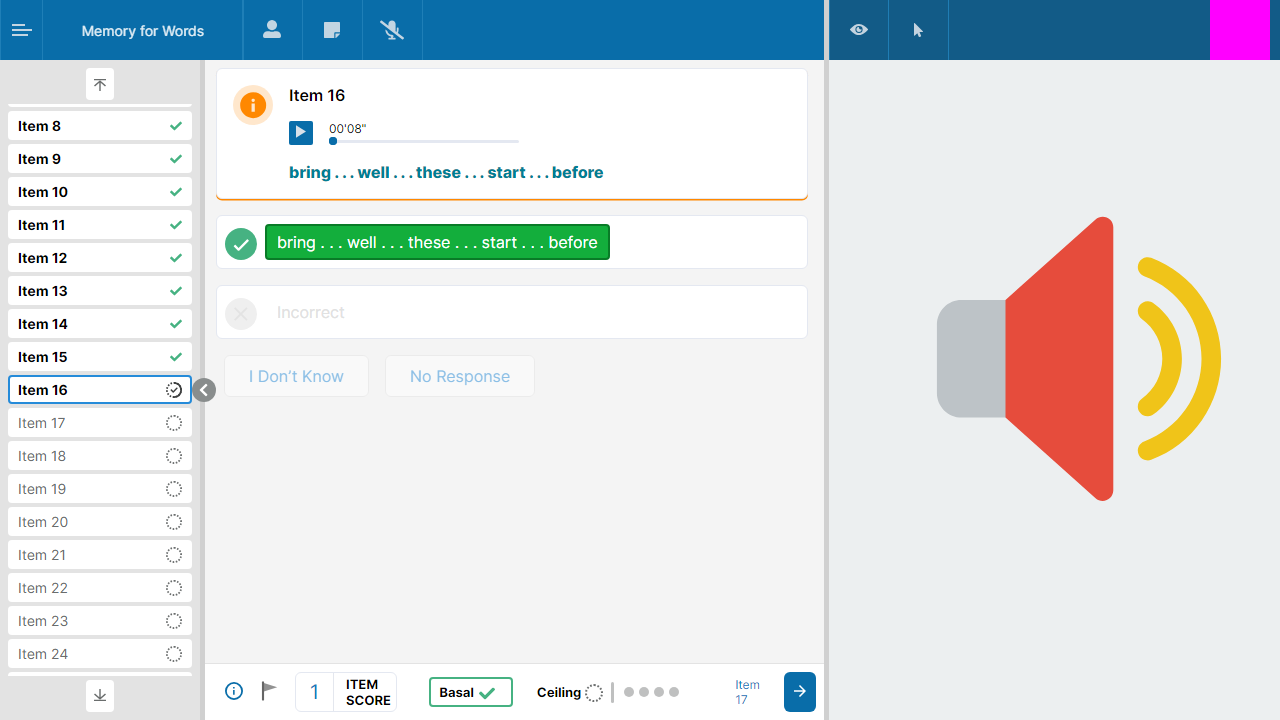 Memory for Words
Item 8
Item 9
Item 10
Item 11
Item 12
Item 13
Item 14
Item 15
Item 16
Item 17
Item 18
Item 19
Item 20
Item 21
Item 22
Item 23
Item 24
Item 16
00'08"
bring . . . well . . . these . . . start . . . before
bring . . . well . . . these . . . start . . . before
Incorrect
I Don't Know
No Response
1
ITEM
SCORE
Basal
Ceiling
Item
17